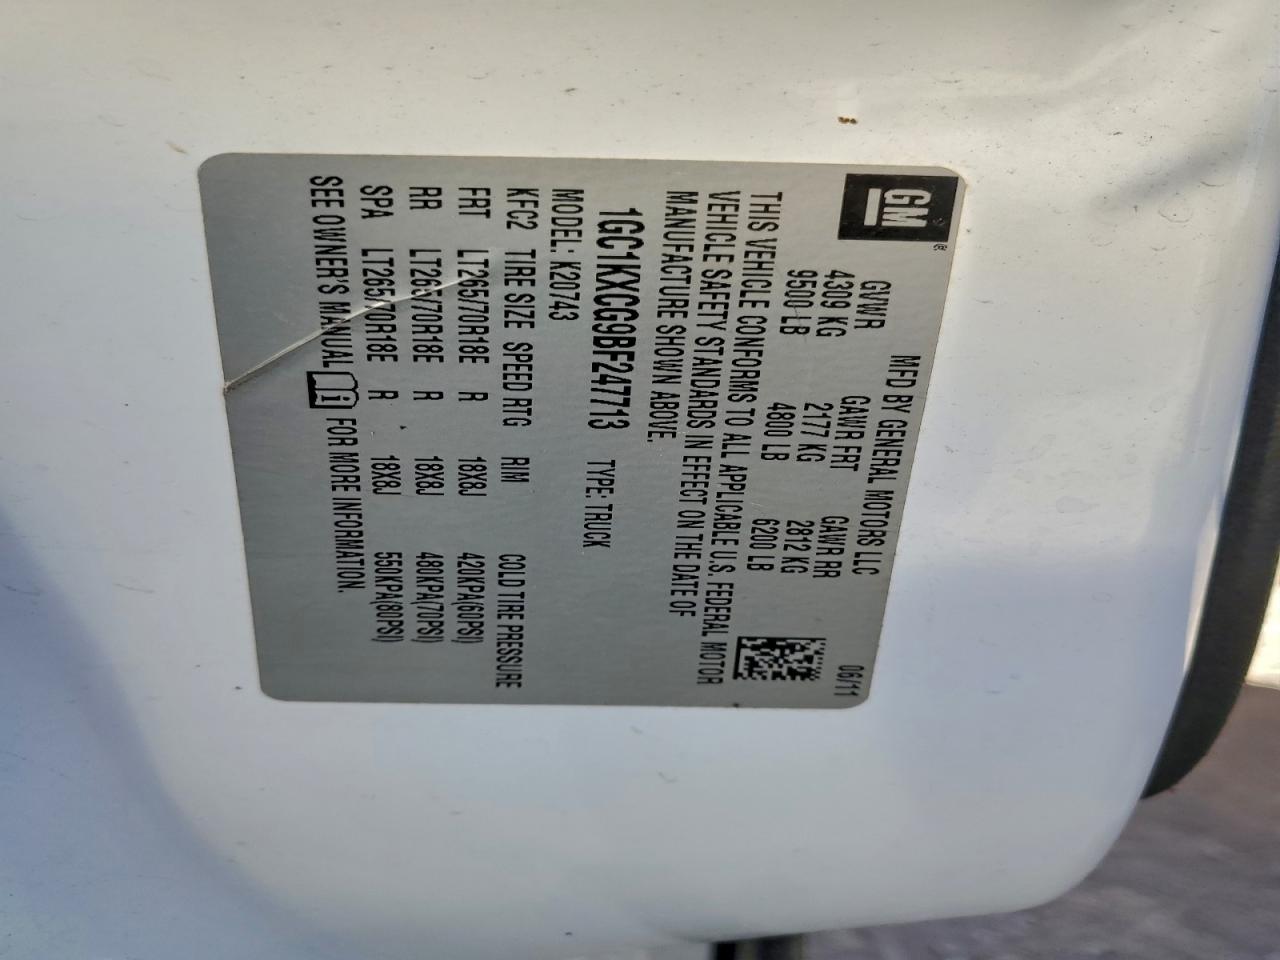 GM
MFD BY GENERAL MOTORS LLC 06/11
GVWR GAWR FRT GAWR RR
4309 KG 2177 KG 2812 KG
9500 LB 4800 LB 6200 LB
THIS VEHICLE CONFORMS TO ALL APPLICABLE U.S. FEDERAL MOTOR
VEHICLE SAFETY STANDARDS IN EFFECT ON THE DATE OF
MANUFACTURE SHOWN ABOVE.
1GC1KXCG9BF247713 TYPE: TRUCK
MODEL: K20743
KFC2 TIRE SIZE SPEED RTG RIM COLD TIRE PRESSURE
FRT LT265/70R18E R 18X8J 420KPA(60PSI)
RR LT265/70R18E R 18X8J 480KPA(70PSI)
SPA LT265/70R18E R 18X8J 550KPA(80PSI)
SEE OWNER'S MANUAL FOR MORE INFORMATION.